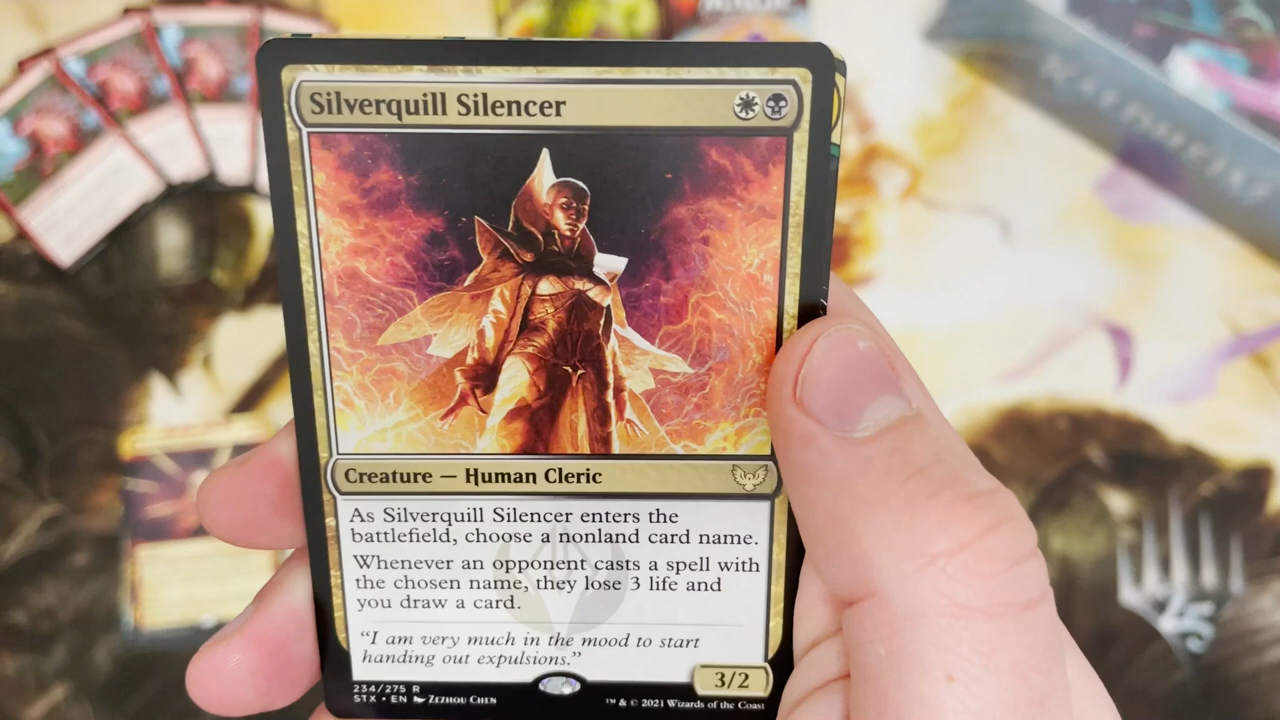 Silverquill Silencer
Creature — Human Cleric
As Silverquill Silencer enters the
battlefield, choose a nonland card name.
Whenever an opponent casts a spell with
the chosen name, they lose 3 life and
you draw a card.
“I am very much in the mood to start
handing out expulsions.”
3/2
234/275 R
STX • EN Zezhou Chen
™ & © 2021 Wizards of the Coast
25